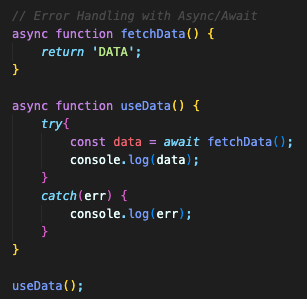 // Error Handling with Async/Await
async function fetchData() {
    return 'DATA';
}

async function useData() {
    try{
        const data = await fetchData();
        console.log(data);
    }
    catch(err) {
        console.log(err);
    }
}

useData();